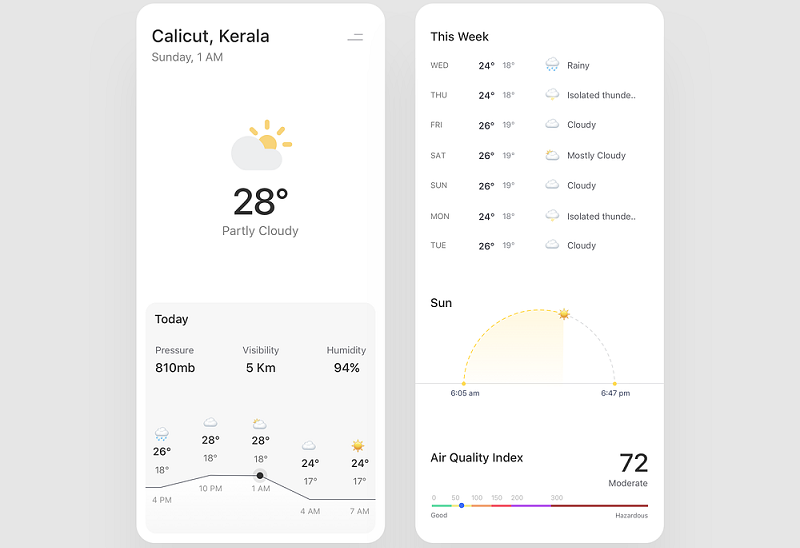 Calicut, Kerala
Sunday, 1 AM
28°
Partly Cloudy
Today
Pressure Visibility Humidity
810mb 5 Km 94%
26° 28° 28° 24° 24°
18° 18° 18° 17° 17°
4 PM 10 PM 1 AM 4 AM 7 AM
This Week
WED 24° 18° Rainy
THU 24° 18° Isolated thunde..
FRI 26° 19° Cloudy
SAT 26° 19° Mostly Cloudy
SUN 26° 19° Cloudy
MON 24° 18° Isolated thunde..
TUE 26° 19° Cloudy
Sun
6:05 am 6:47 pm
Air Quality Index 72
Moderate
0 50 100 150 200 300
Good Hazardous